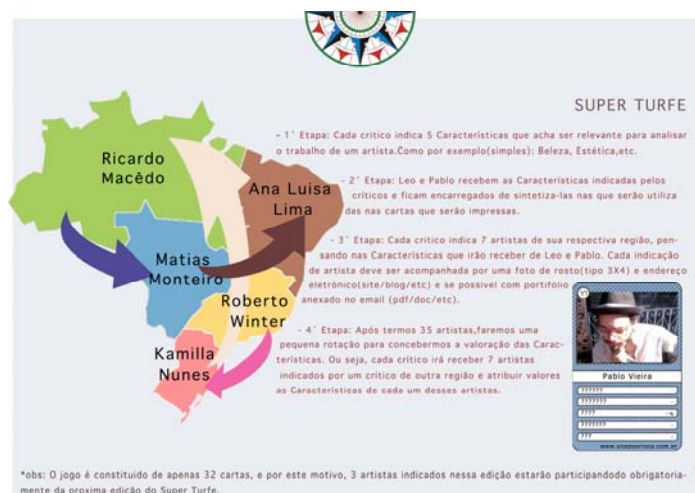 SUPER TURFE
- 1´ Etapa: Cada critico indica 5 Características que acha ser relevante para analisar
o trabalho de um artista.Como por exemplo(simples): Beleza, Estética,etc.
- 2´ Etapa: Leo e Pablo recebem as Características indicadas pelos
críticos e ficam encarregados de sintetiza-las nas que serão utiliza
das nas cartas que serão impressas.
- 3´ Etapa: Cada critico indica 7 artistas de sua respectiva região, pen-
sando nas Características que irão receber de Leo e Pablo. Cada indicação
de artista deve ser acompanhada por uma foto de rosto(tipo 3X4) e endereço
eletrônico(site/blog/etc) e se possivel com portifólio
anexado no email (pdf/doc/etc).
- 4´ Etapa: Após termos 35 artistas,faremos uma
pequena rotação para concebermos a valoração das Carac-
terísticas. Ou seja, cada crítico irá receber 7 artistas
indicados por um crítico de outra região e atribuir valores
as Características de cada um desses artistas.
Ricardo
Macêdo
Ana Luisa
Lima
Matias
Monteiro
Roberto
Winter
Kamilla
Nunes
Pablo Vieira
??????
???????
????
???????
???
*obs: O jogo é constituido de apenas 32 cartas, e por este motivo, 3 artistas indicados nessa edição estarão participandodo obrigatoria-
mente da proxima edição do Super Turfe.